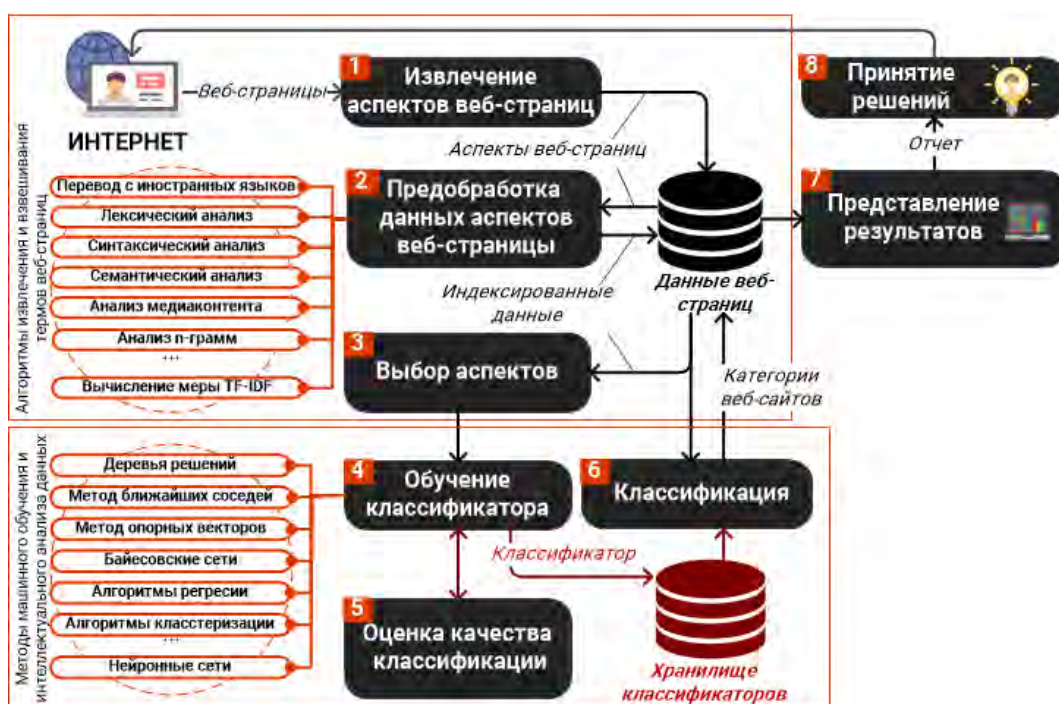 ИНТЕРНЕТ
Веб-страницы
1
Извлечение
аспектов веб-страниц
Аспекты веб-страниц
8
Принятие
решений
Отчет
7
Представление
результатов
Алгоритмы извлечения и взвешивания
термов веб-страниц
Перевод с иностранных языков
Лексический анализ
Синтаксический анализ
Семантический анализ
Анализ медиаконтента
Анализ n-грамм
...
Вычисление меры TF-IDF
2
Предобработка
данных аспектов
веб-страницы
Индексированные
данные
Данные веб-
страниц
3
Выбор аспектов
Категории
веб-сайтов
Методы машинного обучения и
интеллектуального анализа данных
Деревья решений
Метод ближайших соседей
Метод опорных векторов
Байесовские сети
Алгоритмы регресии
Алгоритмы класстеризации
...
Нейронные сети
4
Обучение
классификатора
6
Классификация
Классификатор
5
Оценка качества
классификации
Хранилище
классификаторов